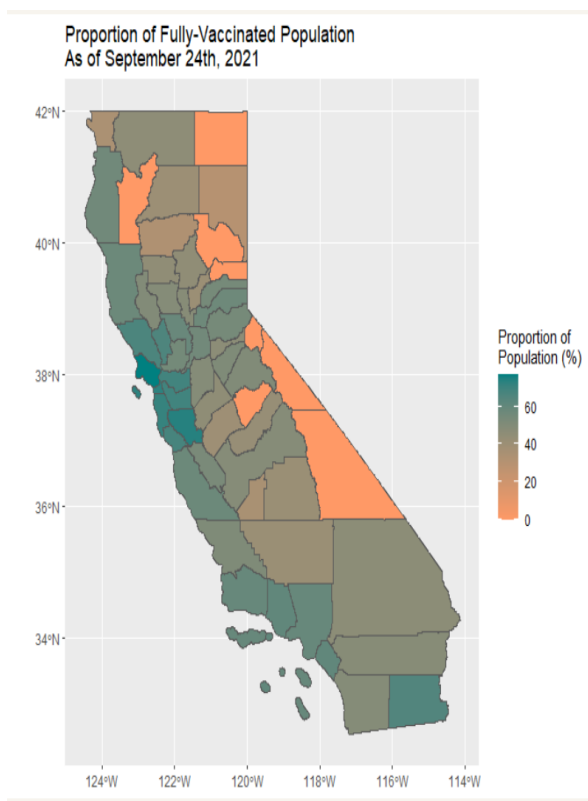 Proportion of Fully-Vaccinated Population
As of September 24th, 2021
42°N
40°N
38°N
36°N
34°N
124°W 122°W 120°W 118°W 116°W 114°W
Proportion of
Population (%)
60
40
20
0